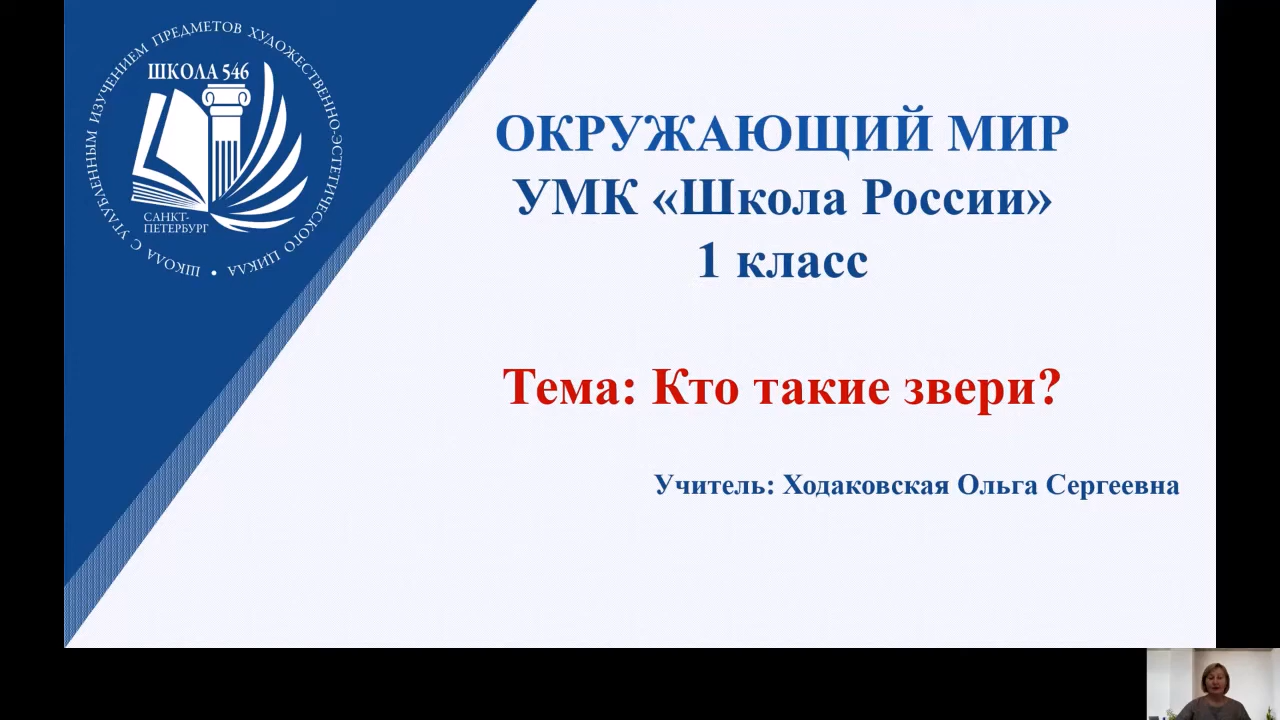 ШКОЛА С УГЛУБЛЕННЫМ ИЗУЧЕНИЕМ ПРЕДМЕТОВ ХУДОЖЕСТВЕННО-ЭСТЕТИЧЕСКОГО ЦИКЛА •
ШКОЛА 546
САНКТ-
ПЕТЕРБУРГ
ОКРУЖАЮЩИЙ МИР
УМК «Школа России»
1 класс
Тема: Кто такие звери?
Учитель: Ходаковская Ольга Сергеевна